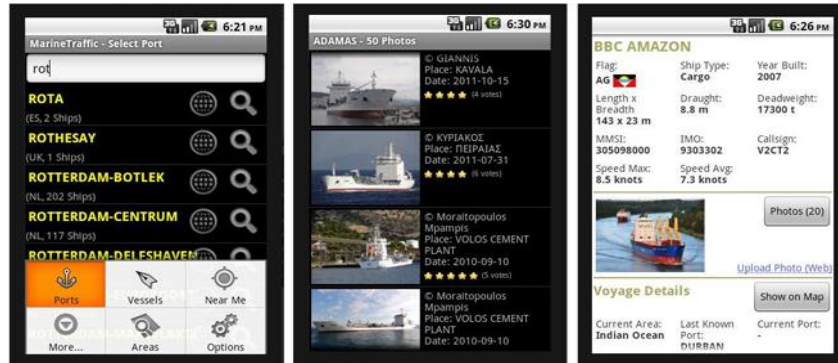 3G 6:21 PM
MarineTraffic - Select Port
rot
ROTA
(ES, 2 Ships)
ROTHESAY
(UK, 1 Ships)
ROTTERDAM-BOTLEK
(NL, 202 Ships)
ROTTERDAM-CENTRUM
(NL, 117 Ships)
ROTTERDAM-DELFSHAVEN
Ports
Vessels
Near Me
More...
Areas
Options
3G 6:30 PM
ADAMAS - 50 Photos
© GIANNIS
Place: KAVALA
Date: 2011-10-15
(4 votes)
© ΚΥΡΙΑΚΟΣ
Place: ΠΕΙΡΑΙΑΣ
Date: 2011-07-31
(6 votes)
© Moraitopoulos
Mpampis
Place: VOLOS CEMENT
PLANT
Date: 2010-09-10
(5 votes)
© Moraitopoulos
Mpampis
Place: VOLOS CEMENT
PLANT
Date: 2010-09-10
3G 6:26 PM
BBC AMAZON
Flag:
AG
Ship Type:
Cargo
Year Built:
2007
Length x
Breadth
143 x 23 m
Draught:
8.8 m
Deadweight:
17300 t
MMSI:
305098000
IMO:
9303302
Callsign:
V2CT2
Speed Max:
8.5 knots
Speed Avg:
7.3 knots
Photos (20)
Upload Photo (Web)
Voyage Details
Show on Map
Current Area:
Indian Ocean
Last Known
Port:
DURBAN
Current Port:
-